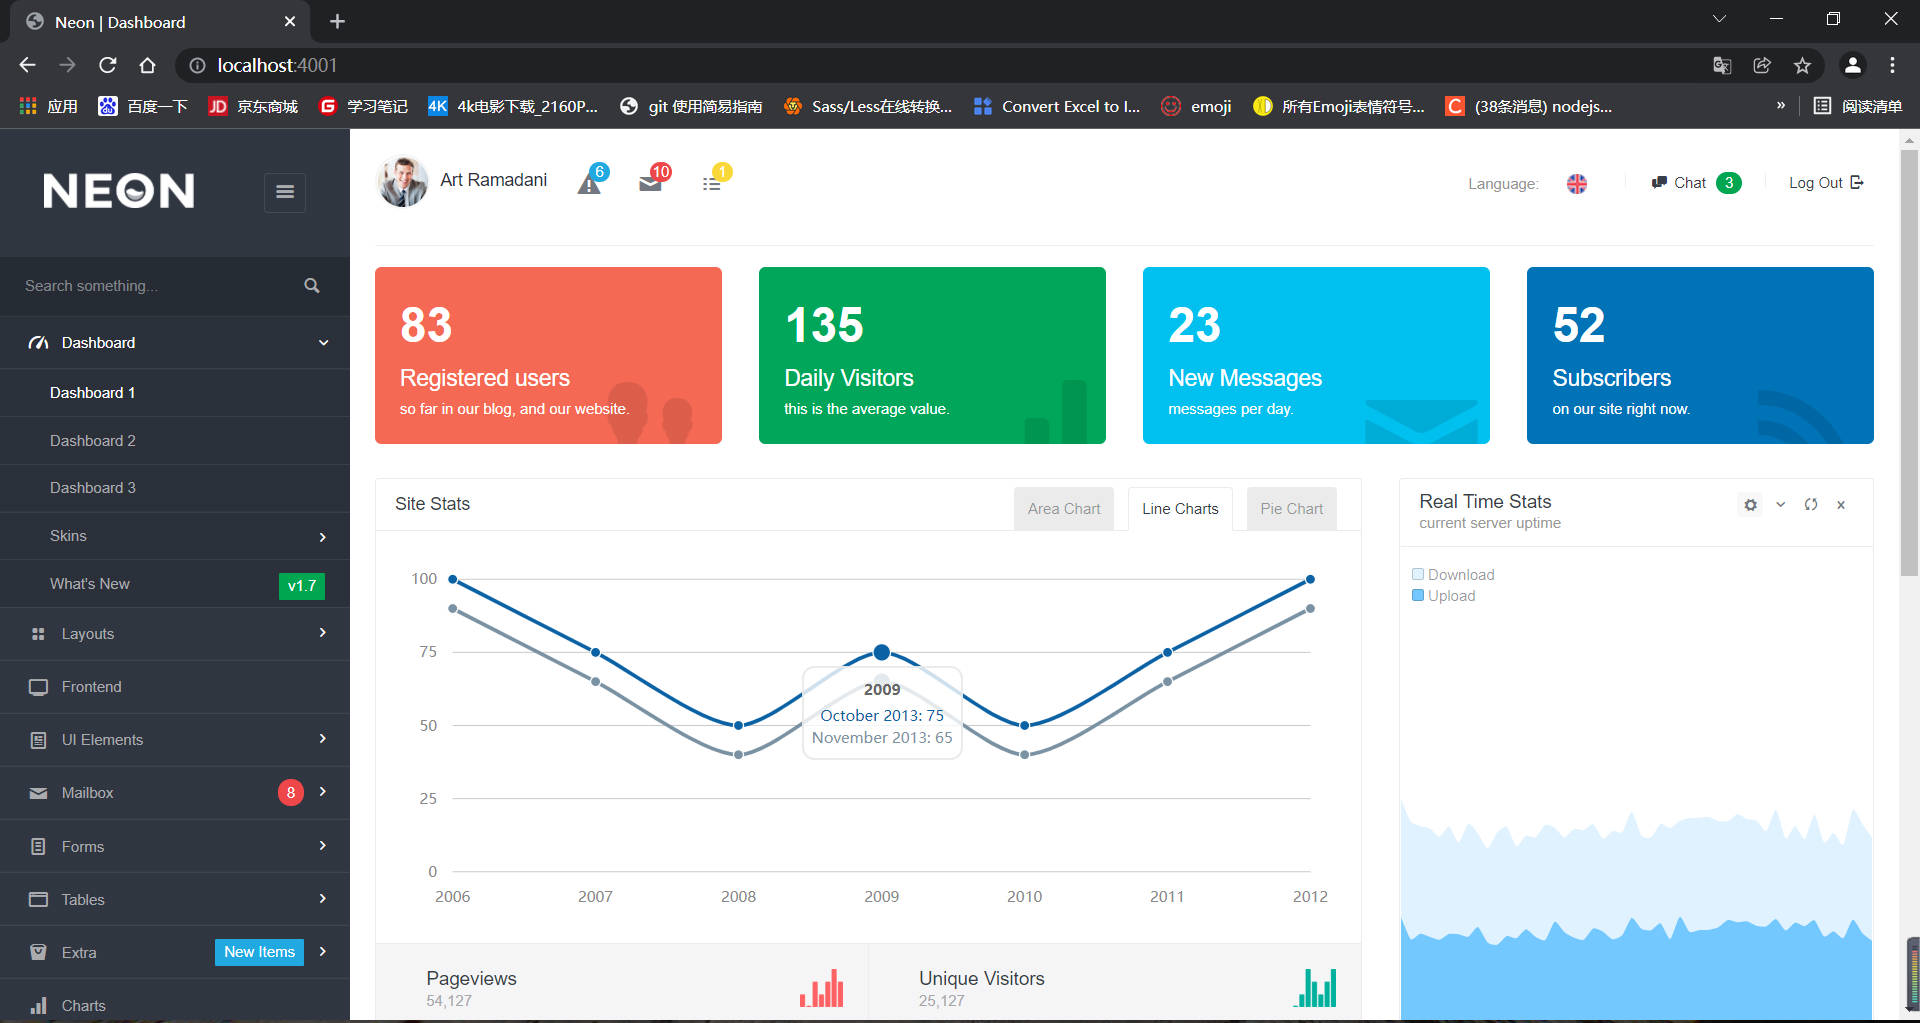 Neon | Dashboard
localhost:4001
应用
百度一下
JD 京东商城
G 学习笔记
4K 4k电影下载_2160P...
git 使用简易指南
Sass/Less在线转换...
Convert Excel to I...
emoji
所有Emoji表情符号...
C (38条消息) nodejs...
»
阅读清单
NEON
Art Ramadani
6
10
1
Language:
Chat 3
Log Out
Search something...
Dashboard
Dashboard 1
Dashboard 2
Dashboard 3
Skins
What's New v1.7
Layouts
Frontend
UI Elements
Mailbox 8
Forms
Tables
Extra New Items
Charts
83
Registered users
so far in our blog, and our website.
135
Daily Visitors
this is the average value.
23
New Messages
messages per day.
52
Subscribers
on our site right now.
Site Stats
Area Chart
Line Charts
Pie Chart
100
75
50
25
0
2006 2007 2008 2009 2010 2011 2012
2009
October 2013: 75
November 2013: 65
Pageviews
54,127
Unique Visitors
25,127
Real Time Stats
current server uptime
Download
Upload